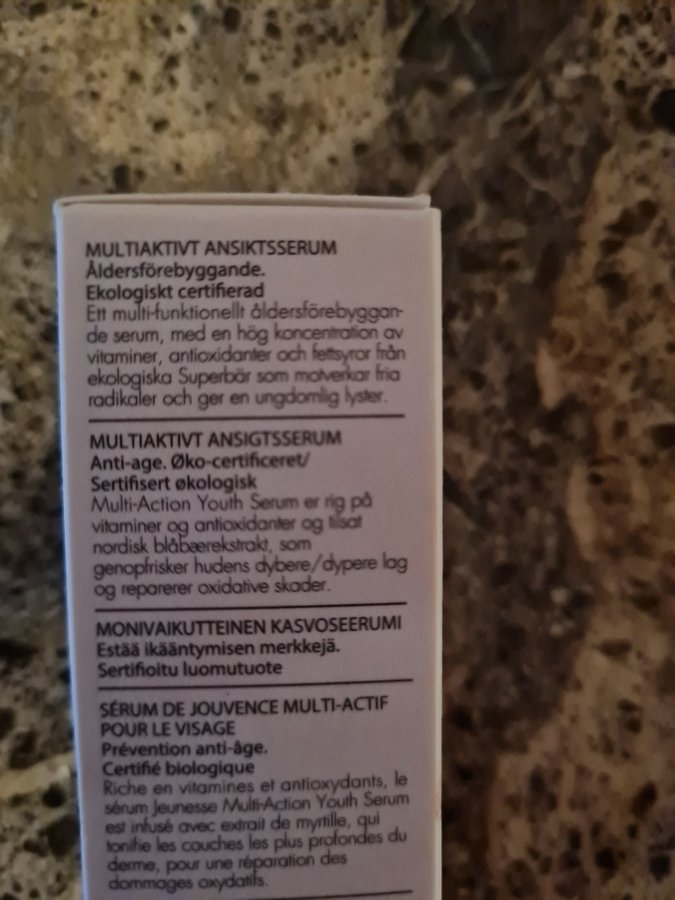 MULTIAKTIVT ANSIKTSSERUM
Åldersförebyggande.
Ekologiskt certifierad
Ett multi-funktionellt åldersförebyggan-
de serum, med en hög koncentration av
vitaminer, antioxidanter och fettsyror från
ekologiska Superbär som motverkar fria
radikaler och ger en ungdomlig lyster.
MULTIAKTIVT ANSIGTSSERUM
Anti-age. Øko-certificeret/
Sertifisert økologisk
Multi-Action Youth Serum er rig på
vitaminer og antioxidanter og tilsat
nordisk blåbærekstrakt, som
genopfrisker hudens dybere/dypere lag
og reparerer oxidative skader.
MONIVAIKUTTEINEN KASVOSEERUMI
Estää ikääntymisen merkkejä.
Sertifioitu luomutuote
SÉRUM DE JOUVENCE MULTI-ACTIF
POUR LE VISAGE
Prévention anti-âge.
Certifié biologique
Riche en vitamines et antioxydants, le
sérum Jeunesse Multi-Action Youth Serum
est infusé avec extrait de myrtille, qui
tonifie les couches les plus profondes du
derme, pour une réparation des
dommages oxydatifs.